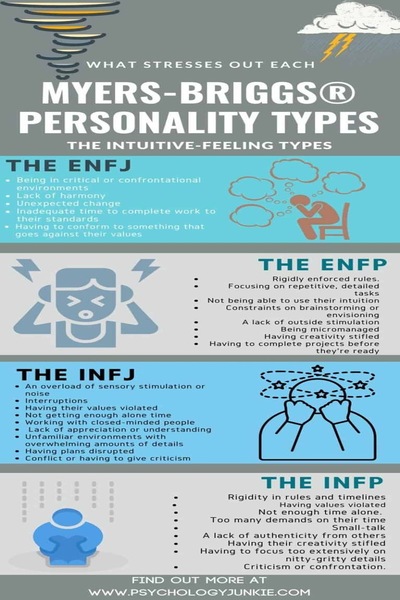 WHAT STRESSES OUT EACH
MYERS-BRIGGS®
PERSONALITY TYPES
THE INTUITIVE-FEELING TYPES
THE ENFJ
• Being in critical or confrontational
environments
• Lack of harmony
• Unexpected change
• Inadequate time to complete work to
their standards
• Having to conform to something that
goes against their values
THE ENFP
• Rigidly enforced rules.
• Focusing on repetitive, detailed
tasks
• Not being able to use their intuition
• Constraints on brainstorming or
envisioning
• A lack of outside stimulation
• Being micromanaged
• Having creativity stifled
• Having to complete projects before
they're ready
THE INFJ
• An overload of sensory stimulation or
noise
• Interruptions
• Having their values violated
• Not getting enough alone time
• Working with closed-minded people
• Lack of appreciation or understanding
• Unfamiliar environments with
overwhelming amounts of details
• Having plans disrupted
• Conflict or having to give criticism
THE INFP
• Rigidity in rules and timelines
• Having values violated
• Not enough time alone.
• Too many demands on their time
• Small-talk
• A lack of authenticity from others
• Having their creativity stifled
• Having to focus too extensively on
nitty-gritty details
• Criticism or confrontation.
FIND OUT MORE AT
WWW.PSYCHOLOGYJUNKIE.COM